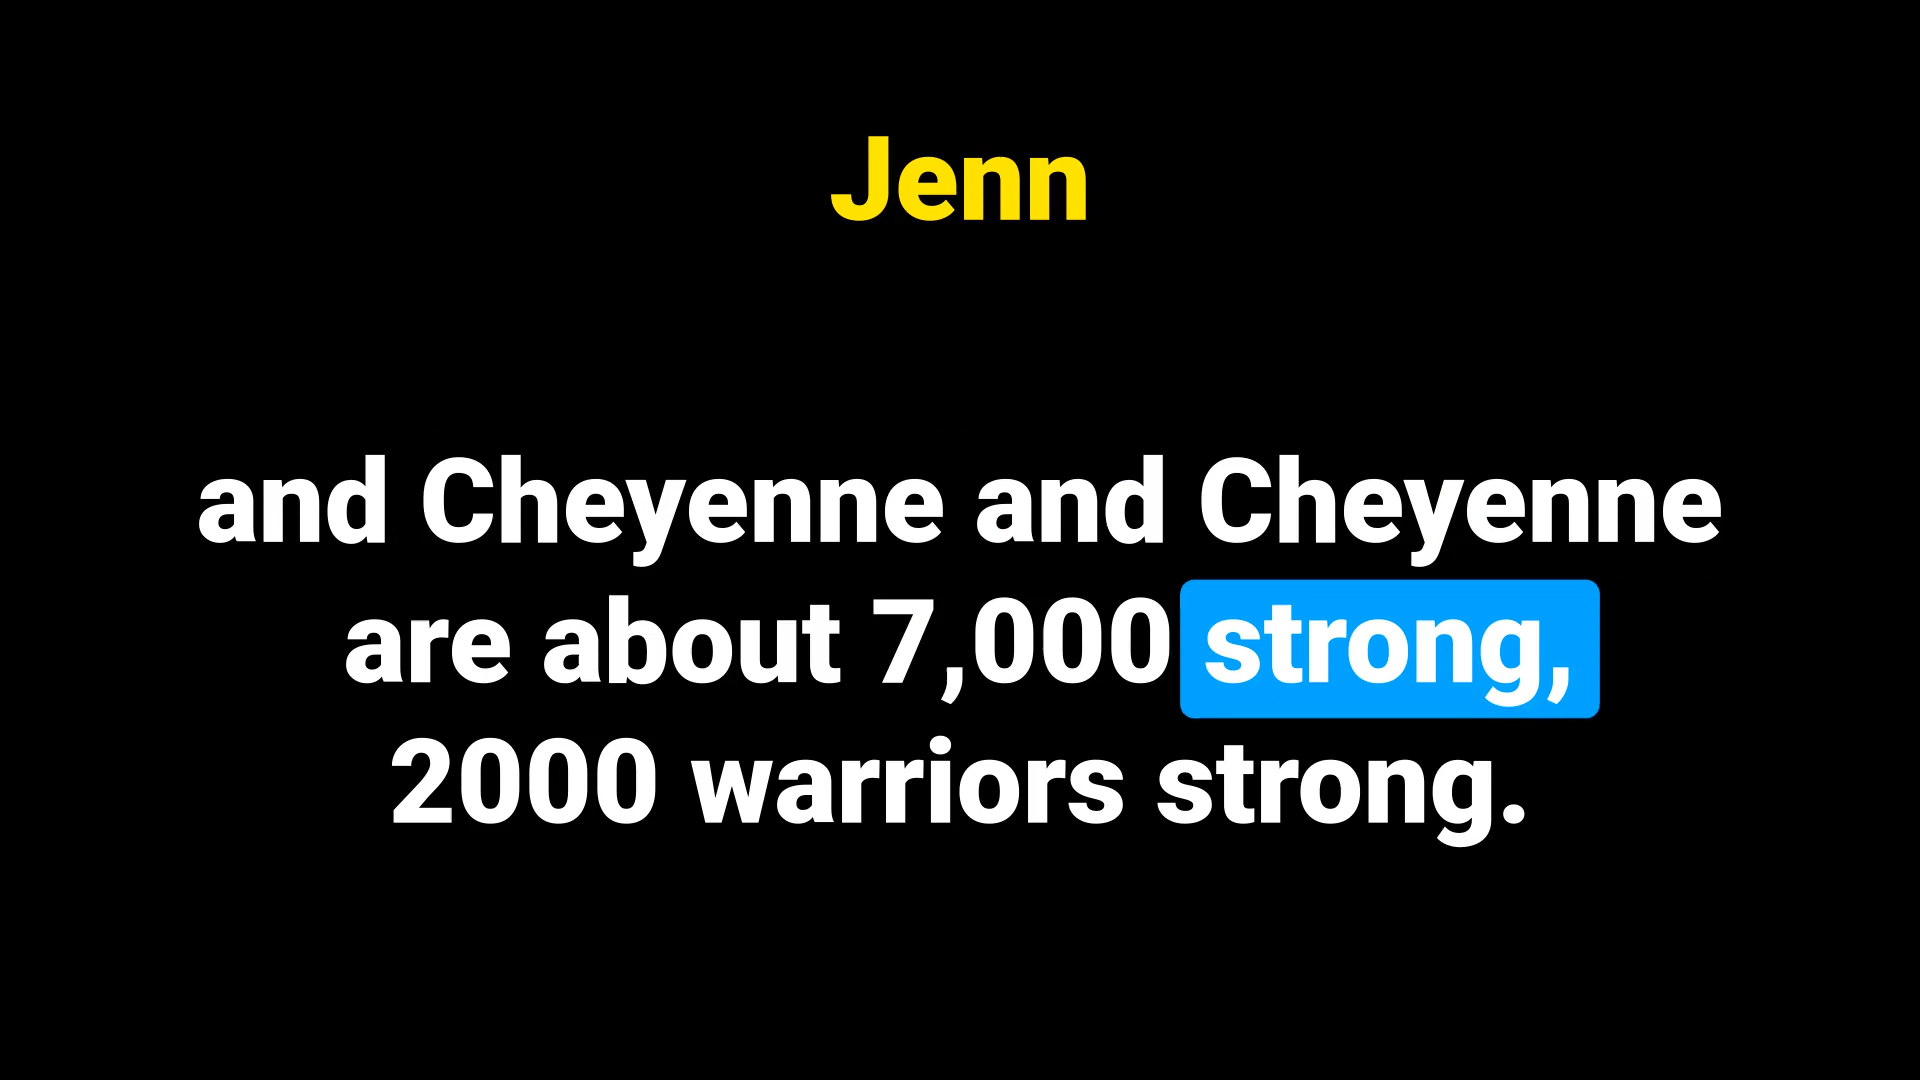 Jenn
and Cheyenne and Cheyenne
are about 7,000 strong,
2000 warriors strong.